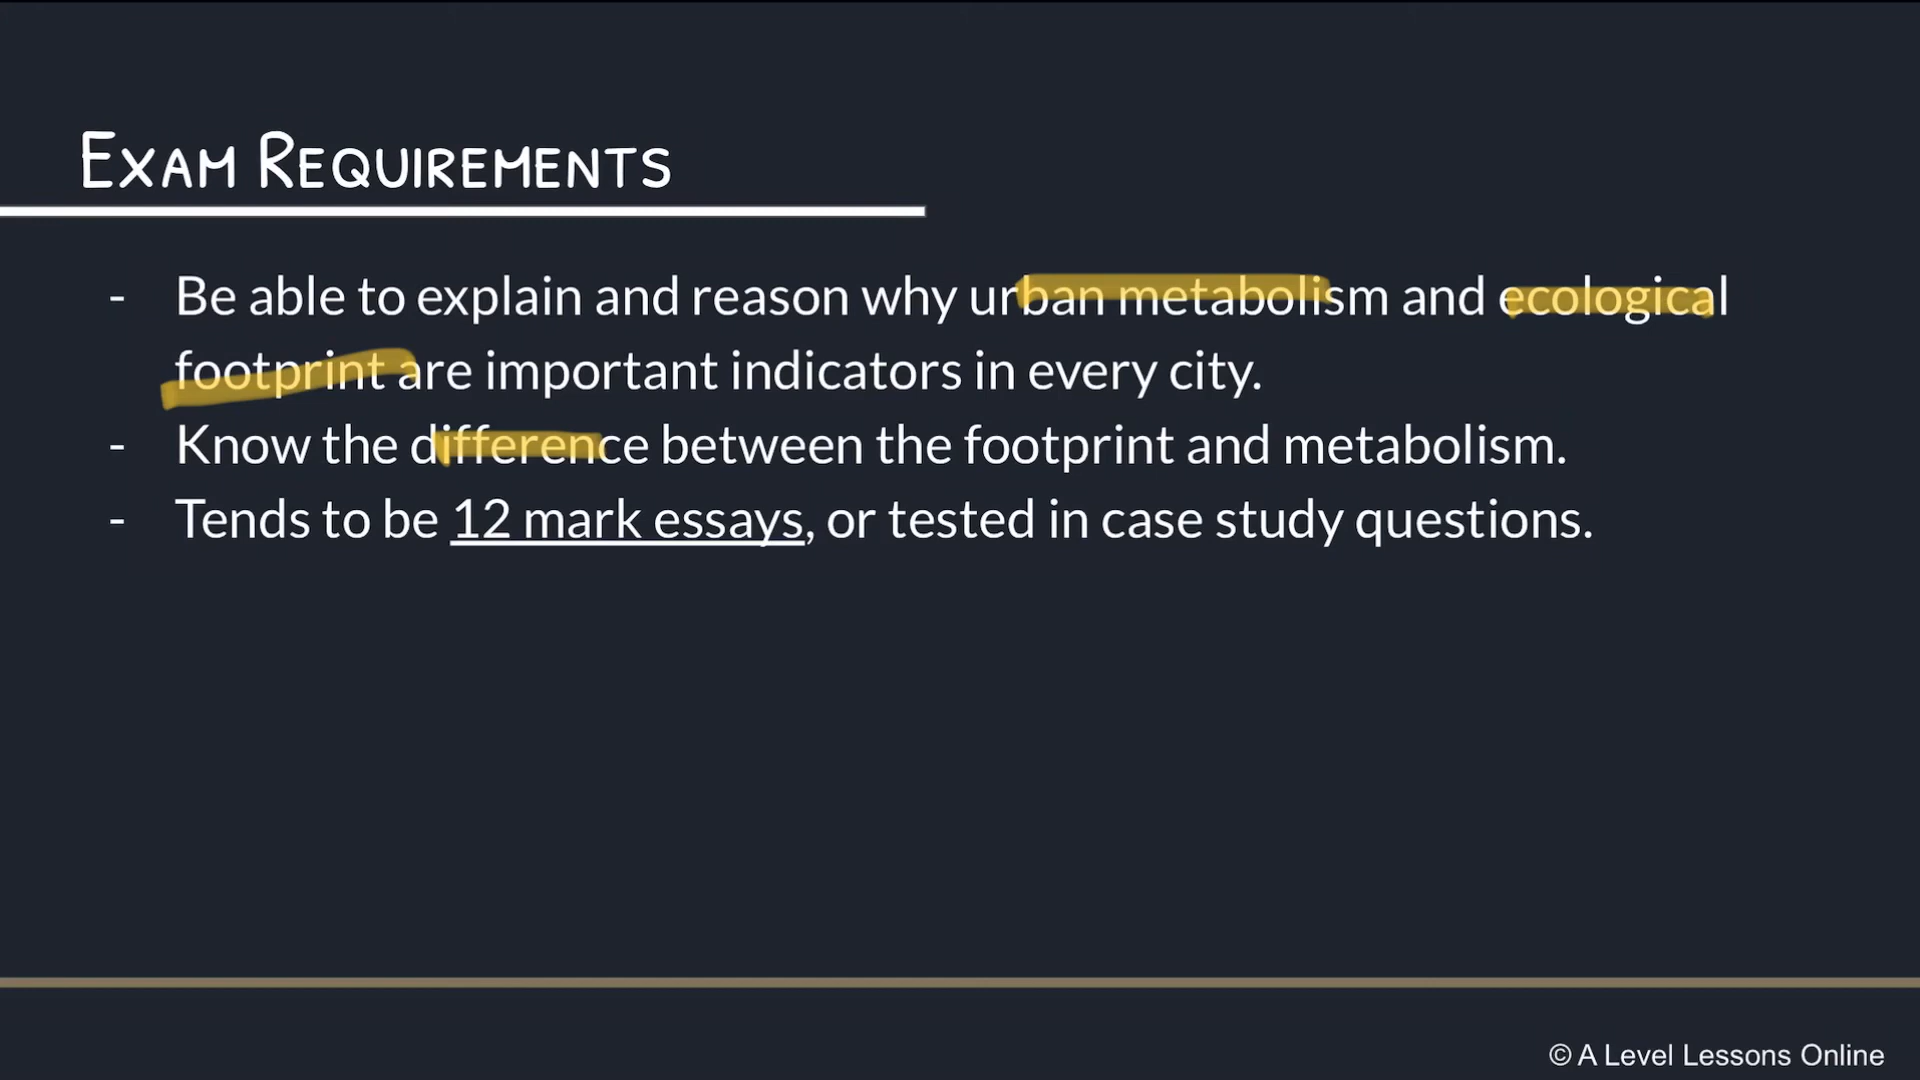 Exam Requirements
- Be able to explain and reason why urban metabolism and ecological
footprint are important indicators in every city.
- Know the difference between the footprint and metabolism.
- Tends to be 12 mark essays, or tested in case study questions.
© A Level Lessons Online